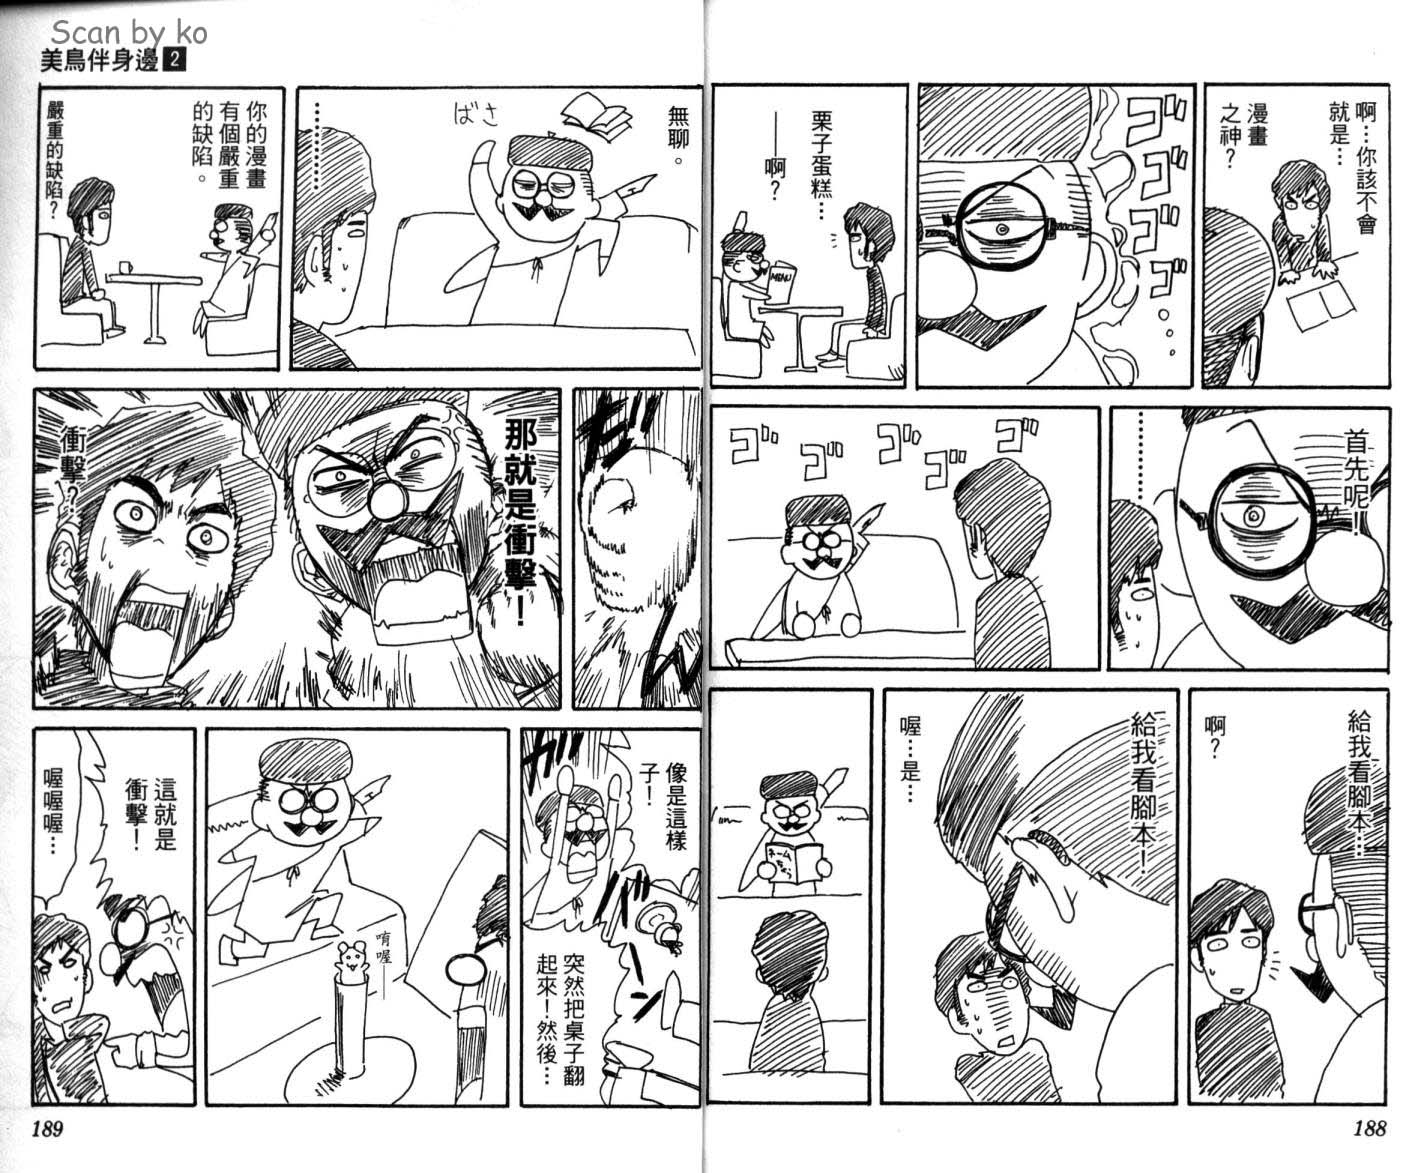 Scan by ko
美鳥伴身邊2
啊…你該不會
就是…
漫畫
之神?
ゴゴゴゴ…
栗子蛋糕…
——啊?
MENU
首先呢!
…………
ゴゴゴゴゴ
給我看腳本…
啊?
給我看腳本!
喔…是…
188
無聊。
ばさ
…………
你的漫畫
有個嚴重
的缺陷。
嚴重的缺陷?
那就是衝擊!
衝擊?
像是這樣
子!
突然把桌子翻
起來!然後…
唷喔——
這就是
衝擊!
喔喔喔…
189